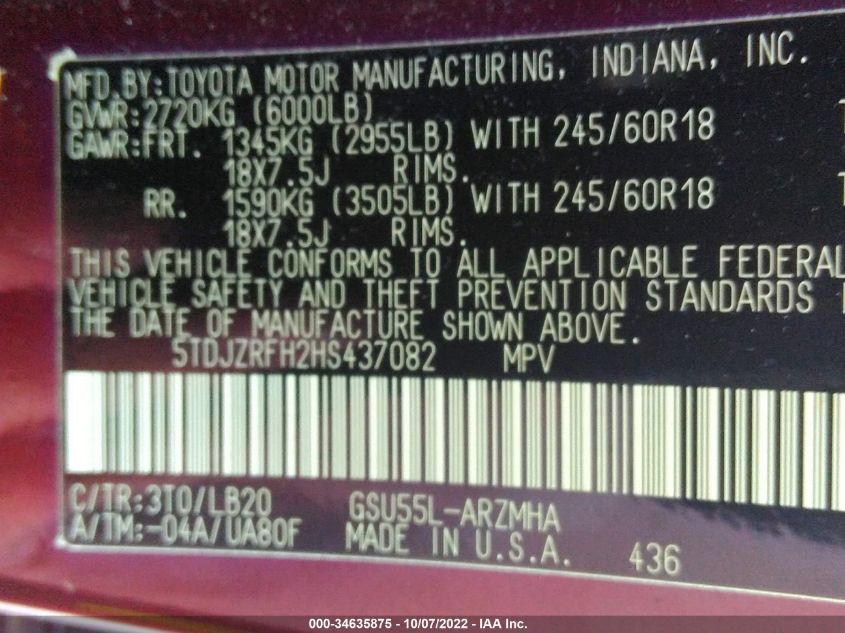 MFD.BY:TOYOTA MOTOR MANUFACTURING, INDIANA, INC.
GVWR:2720KG (6000LB)
GAWR:FRT. 1345KG (2955LB) WITH 245/60R18
18X7.5J RIMS.
RR. 1590KG (3505LB) WITH 245/60R18
18X7.5J RIMS.
THIS VEHICLE CONFORMS TO ALL APPLICABLE FEDERAL
VEHICLE SAFETY AND THEFT PREVENTION STANDARDS
THE DATE OF MANUFACTURE SHOWN ABOVE.
5TDJZRFH2HS437082 MPV
C/TR:3T0/LB20 GSU55L-ARZMHA
A/TM:-04A/UA80F MADE IN U.S.A. 436
000-34635875 - 10/07/2022 - IAA Inc.